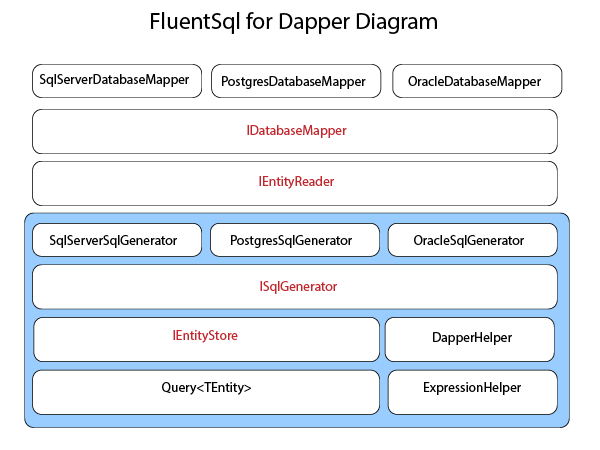 FluentSql for Dapper Diagram
SqlServerDatabaseMapper
PostgresDatabaseMapper
OracleDatabaseMapper
IDatabaseMapper
IEntityReader
SqlServerSqlGenerator
PostgresSqlGenerator
OracleSqlGenerator
ISqlGenerator
IEntityStore
DapperHelper
Query<TEntity>
ExpressionHelper